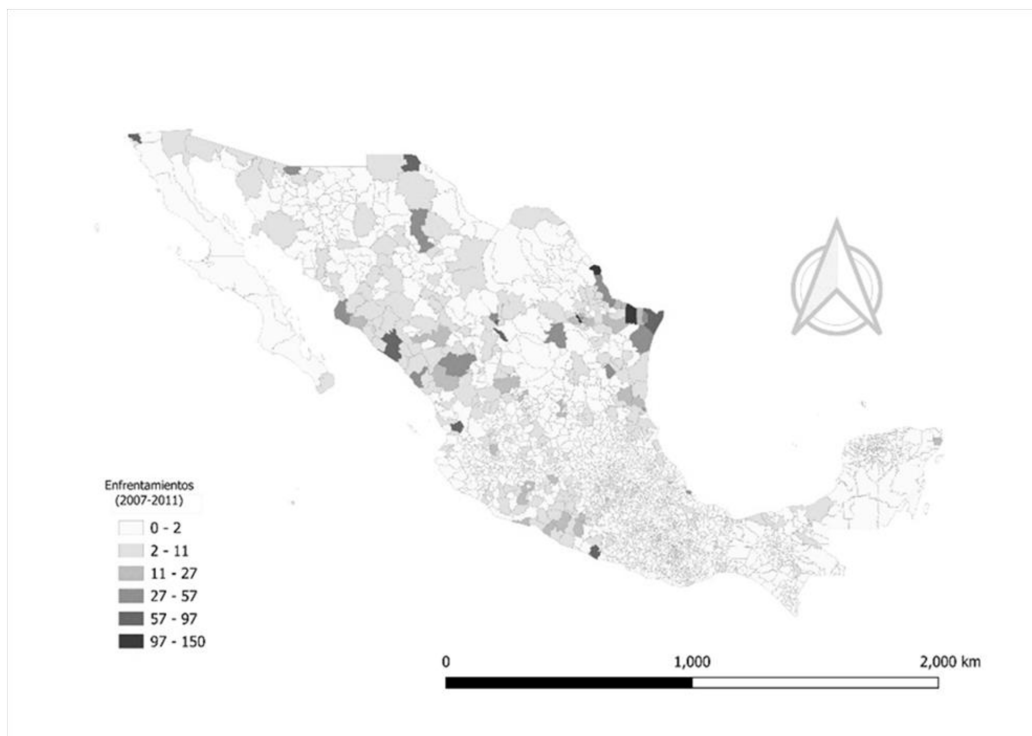 Enfrentamientos
(2007-2011)
0 - 2
2 - 11
11 - 27
27 - 57
57 - 97
97 - 150
0 1,000 2,000 km